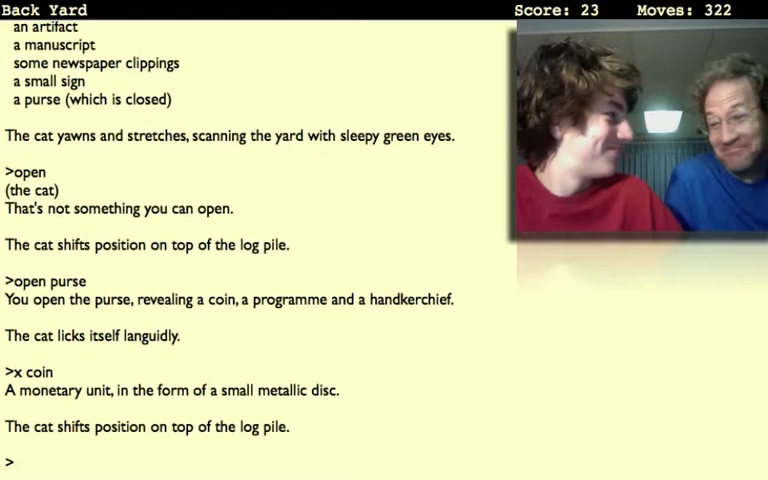 Back Yard Score: 23 Moves: 322
an artifact
a manuscript
some newspaper clippings
a small sign
a purse (which is closed)
The cat yawns and stretches, scanning the yard with sleepy green eyes.
>open
(the cat)
That's not something you can open.
The cat shifts position on top of the log pile.
>open purse
You open the purse, revealing a coin, a programme and a handkerchief.
The cat licks itself languidly.
>x coin
A monetary unit, in the form of a small metallic disc.
The cat shifts position on top of the log pile.
>